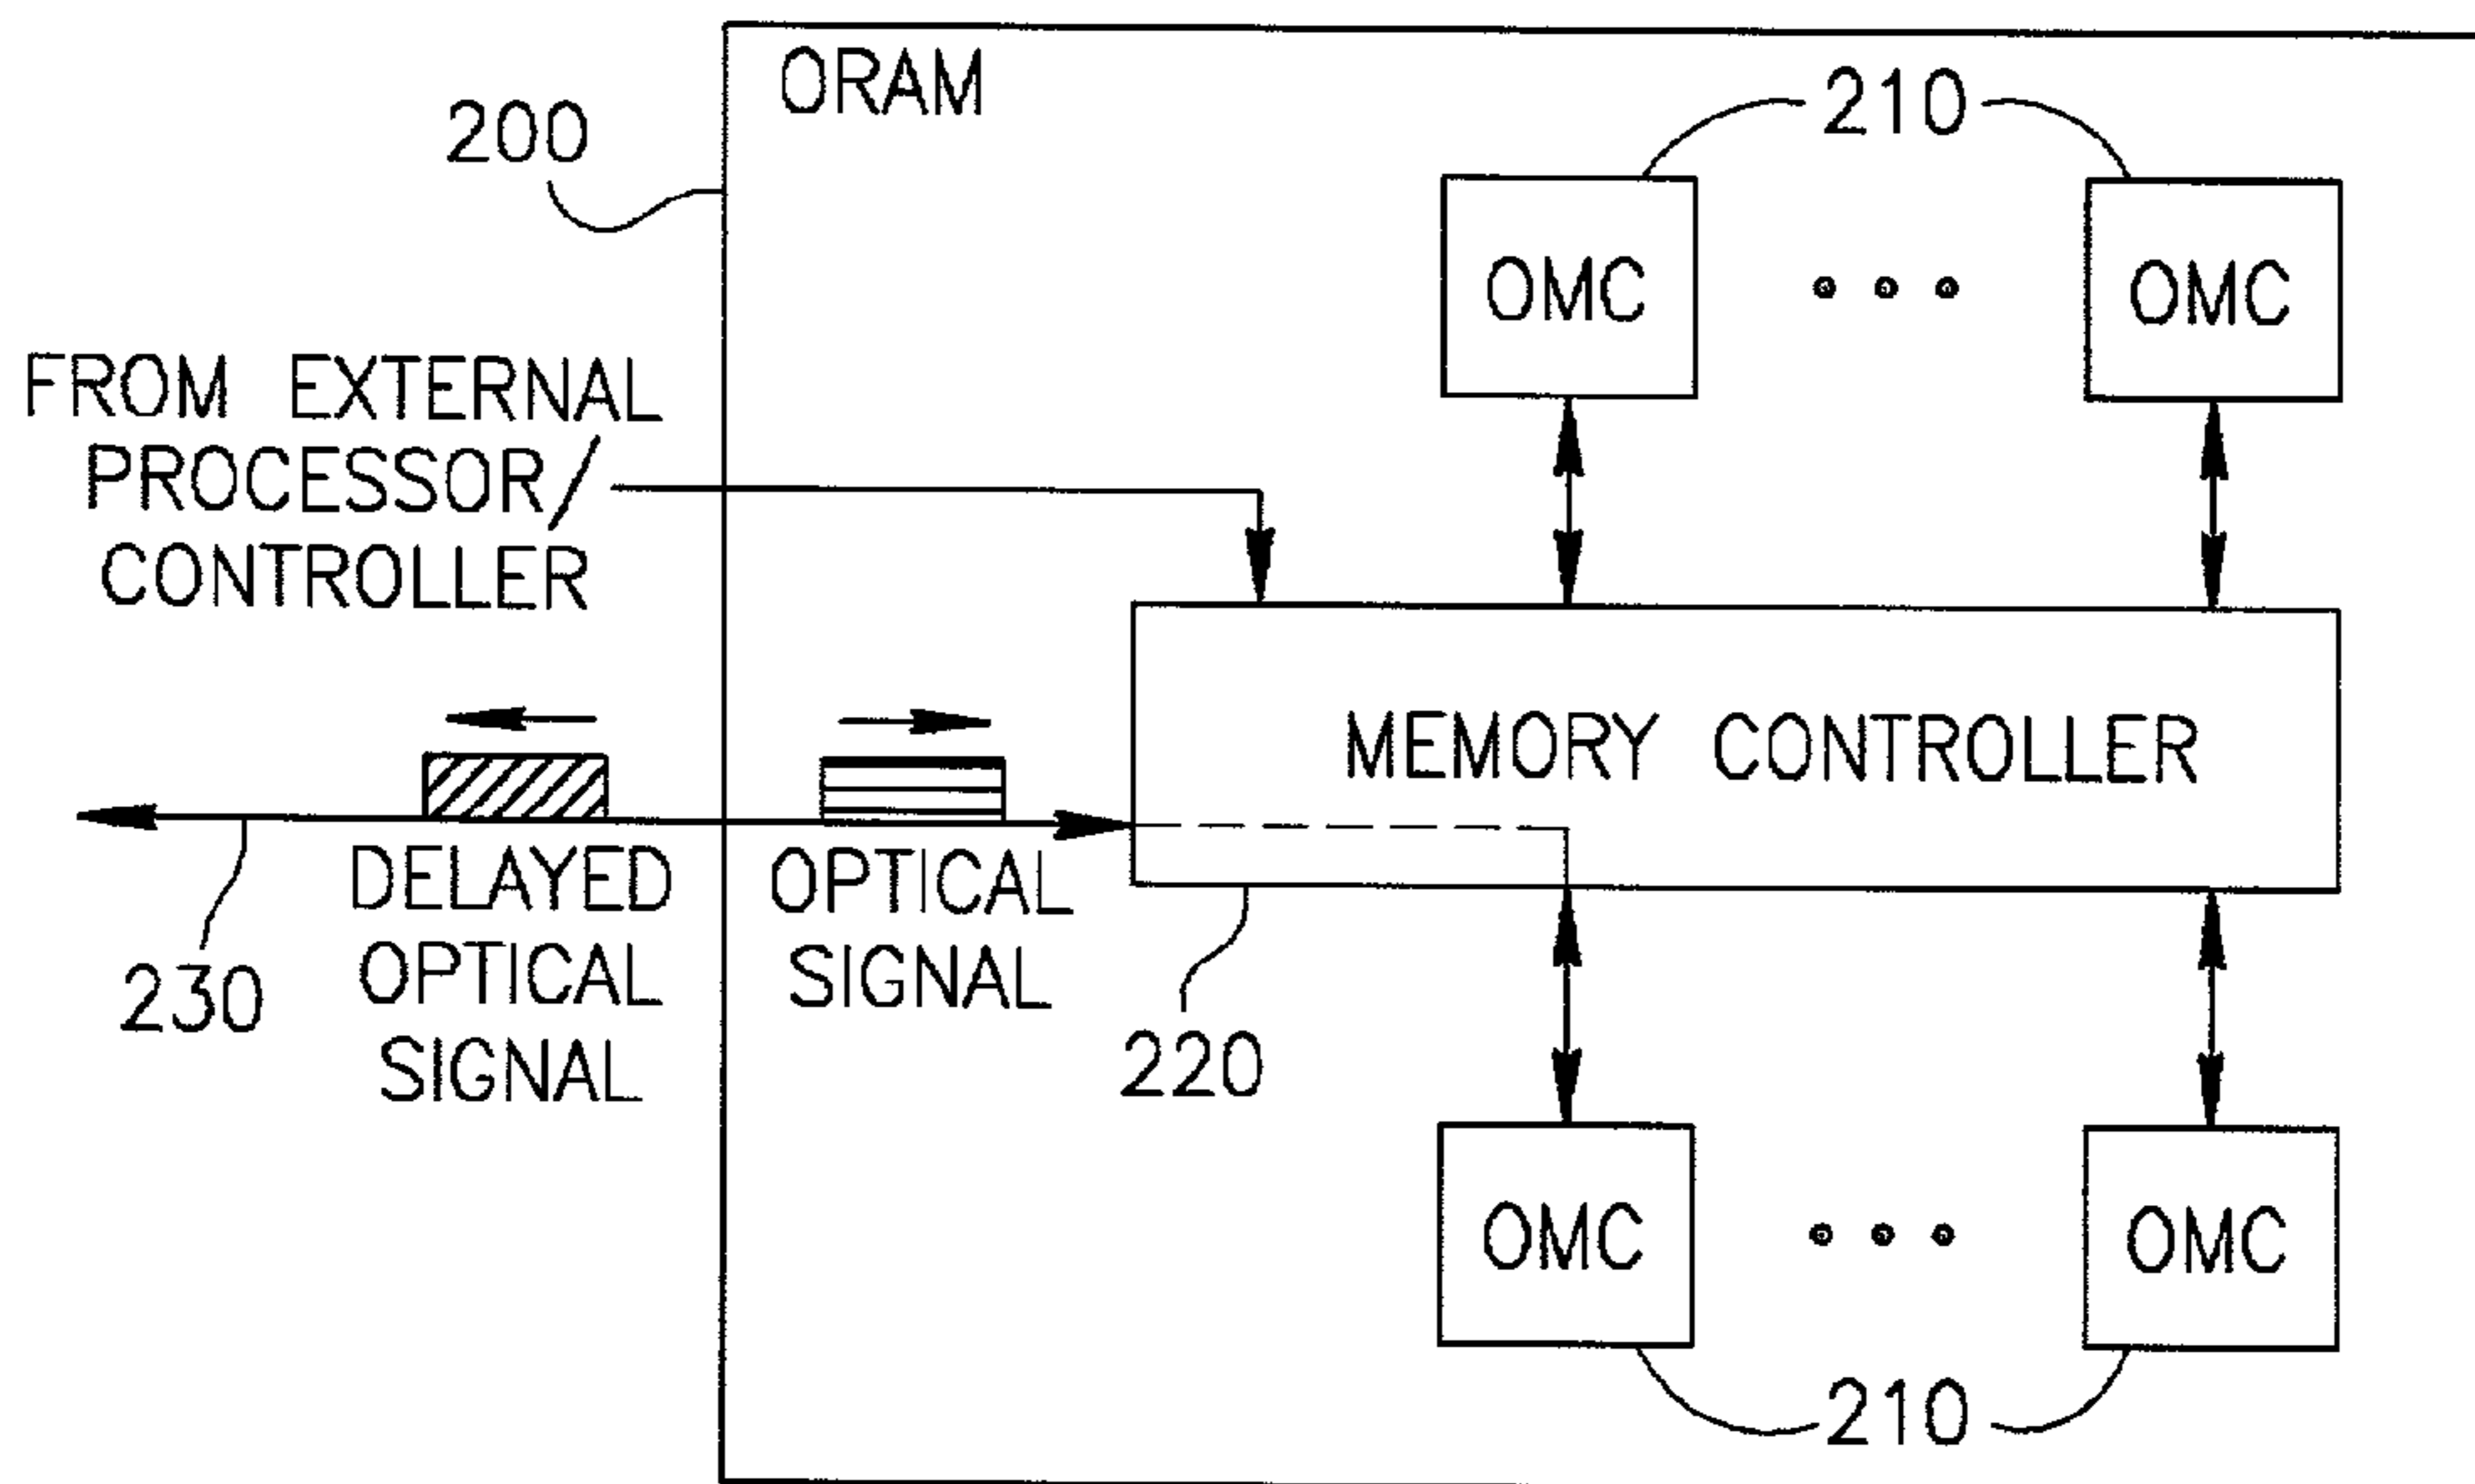 ORAM
200
210
OMC
OMC
FROM EXTERNAL
PROCESSOR/
CONTROLLER
MEMORY CONTROLLER
DELAYED
OPTICAL
SIGNAL
OPTICAL
SIGNAL
230
220
OMC
OMC
210